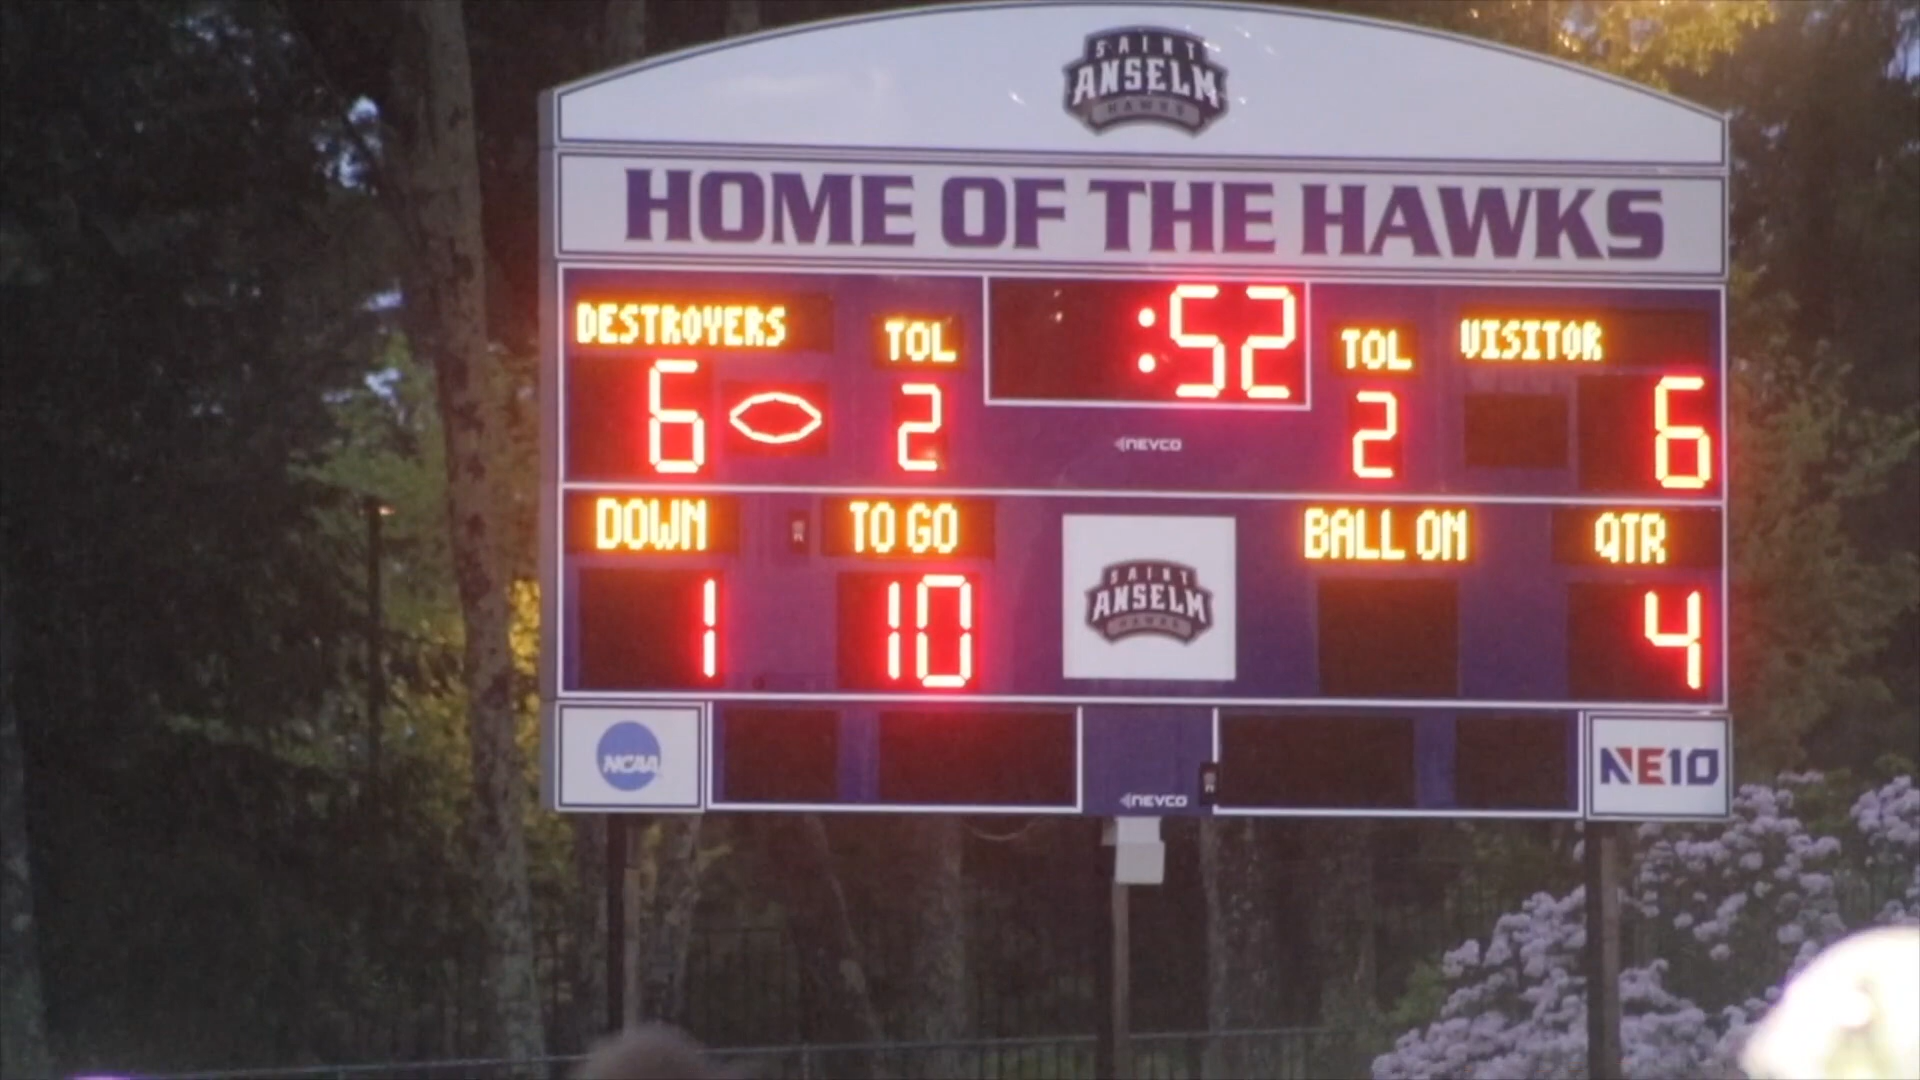 SAINT
ANSELM
HAWKS
HOME OF THE HAWKS
DESTROYERS TOL :52 TOL VISITOR
6 2 2 6
NEVCO
DOWN TO GO BALL ON QTR
1 10 4
SAINT
ANSELM
HAWKS
NCAA NE10
NEVCO